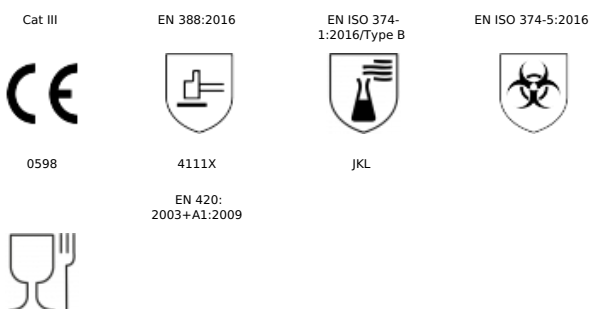 Cat III
EN 388:2016
EN ISO 374-
1:2016/Type B
EN ISO 374-5:2016
CE
0598
4111X
JKL
EN 420:
2003+A1:2009